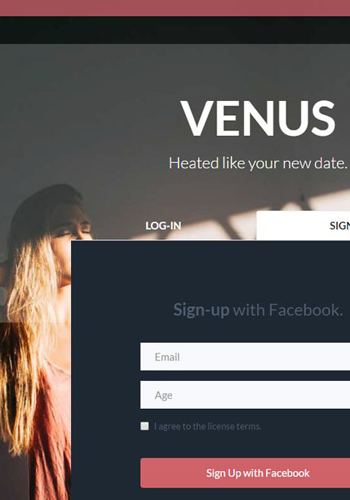 VENUS
Heated like your new date.
LOG-IN
SIGN
Sign-up with Facebook.
Email
Age
I agree to the license terms.
Sign Up with Facebook